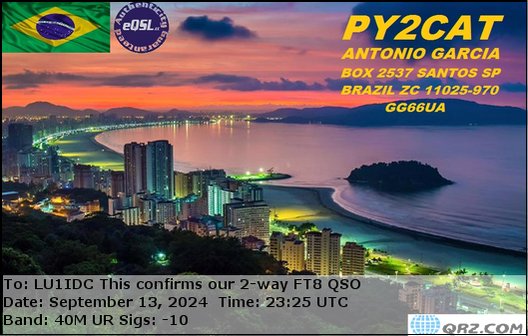 Authenticity
eQSL.cc
Guaranteed
PY2CAT
ANTONIO GARCIA
BOX 2537 SANTOS SP
BRAZIL ZC 11025-970
GG66UA
To: LU1IDC This confirms our 2-way FT8 QSO
Date: September 13, 2024 Time: 23:25 UTC
Band: 40M UR Sigs: -10
QRZ.COM